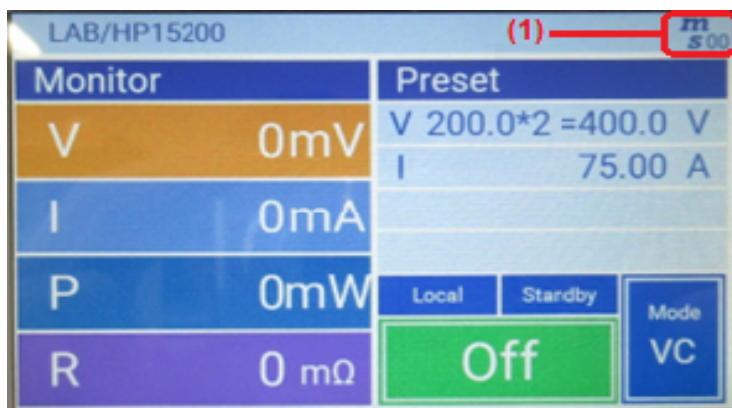 LAB/HP15200
(1)
m
s00
Monitor
V 0mV
I 0mA
P 0mW
R 0 mΩ
Preset
V 200.0*2 =400.0 V
I 75.00 A
Local
Standby
Off
Mode
VC